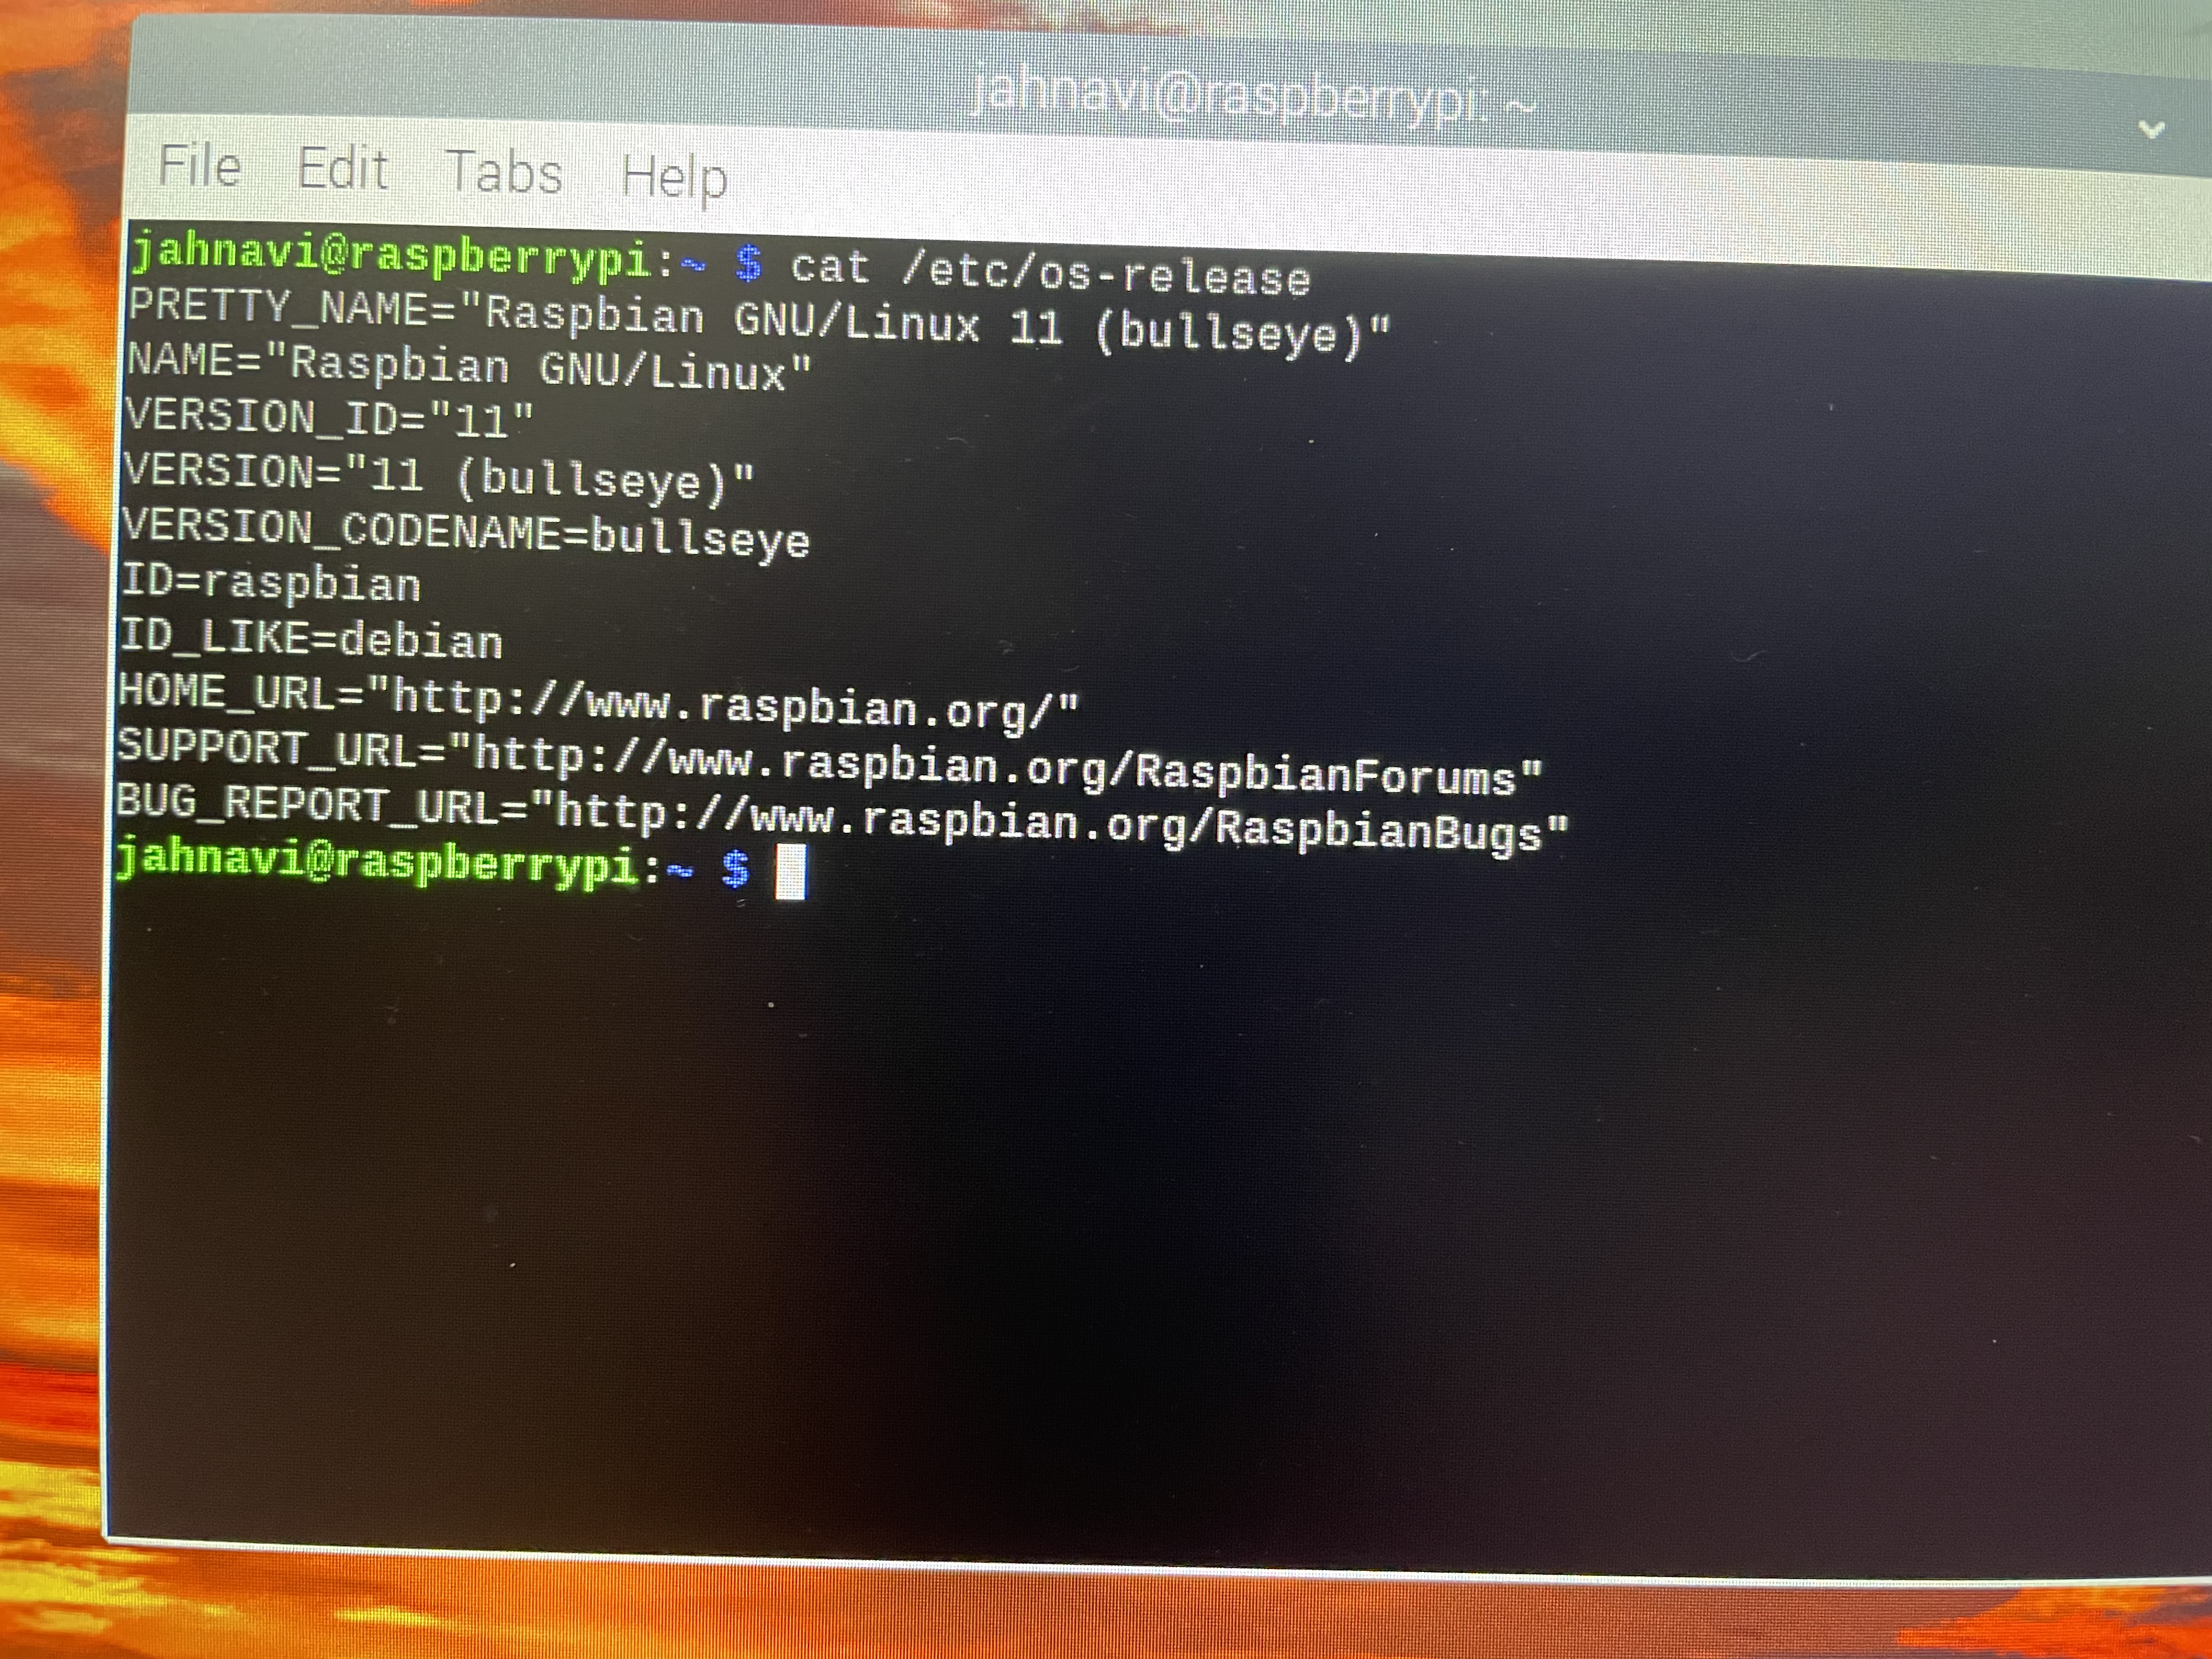 jahnavi@raspberrypi: ~
File Edit Tabs Help
jahnavi@raspberrypi:~ $ cat /etc/os-release
PRETTY_NAME="Raspbian GNU/Linux 11 (bullseye)"
NAME="Raspbian GNU/Linux"
VERSION_ID="11"
VERSION="11 (bullseye)"
VERSION_CODENAME=bullseye
ID=raspbian
ID_LIKE=debian
HOME_URL="http://www.raspbian.org/"
SUPPORT_URL="http://www.raspbian.org/RaspbianForums"
BUG_REPORT_URL="http://www.raspbian.org/RaspbianBugs"
jahnavi@raspberrypi:~ $